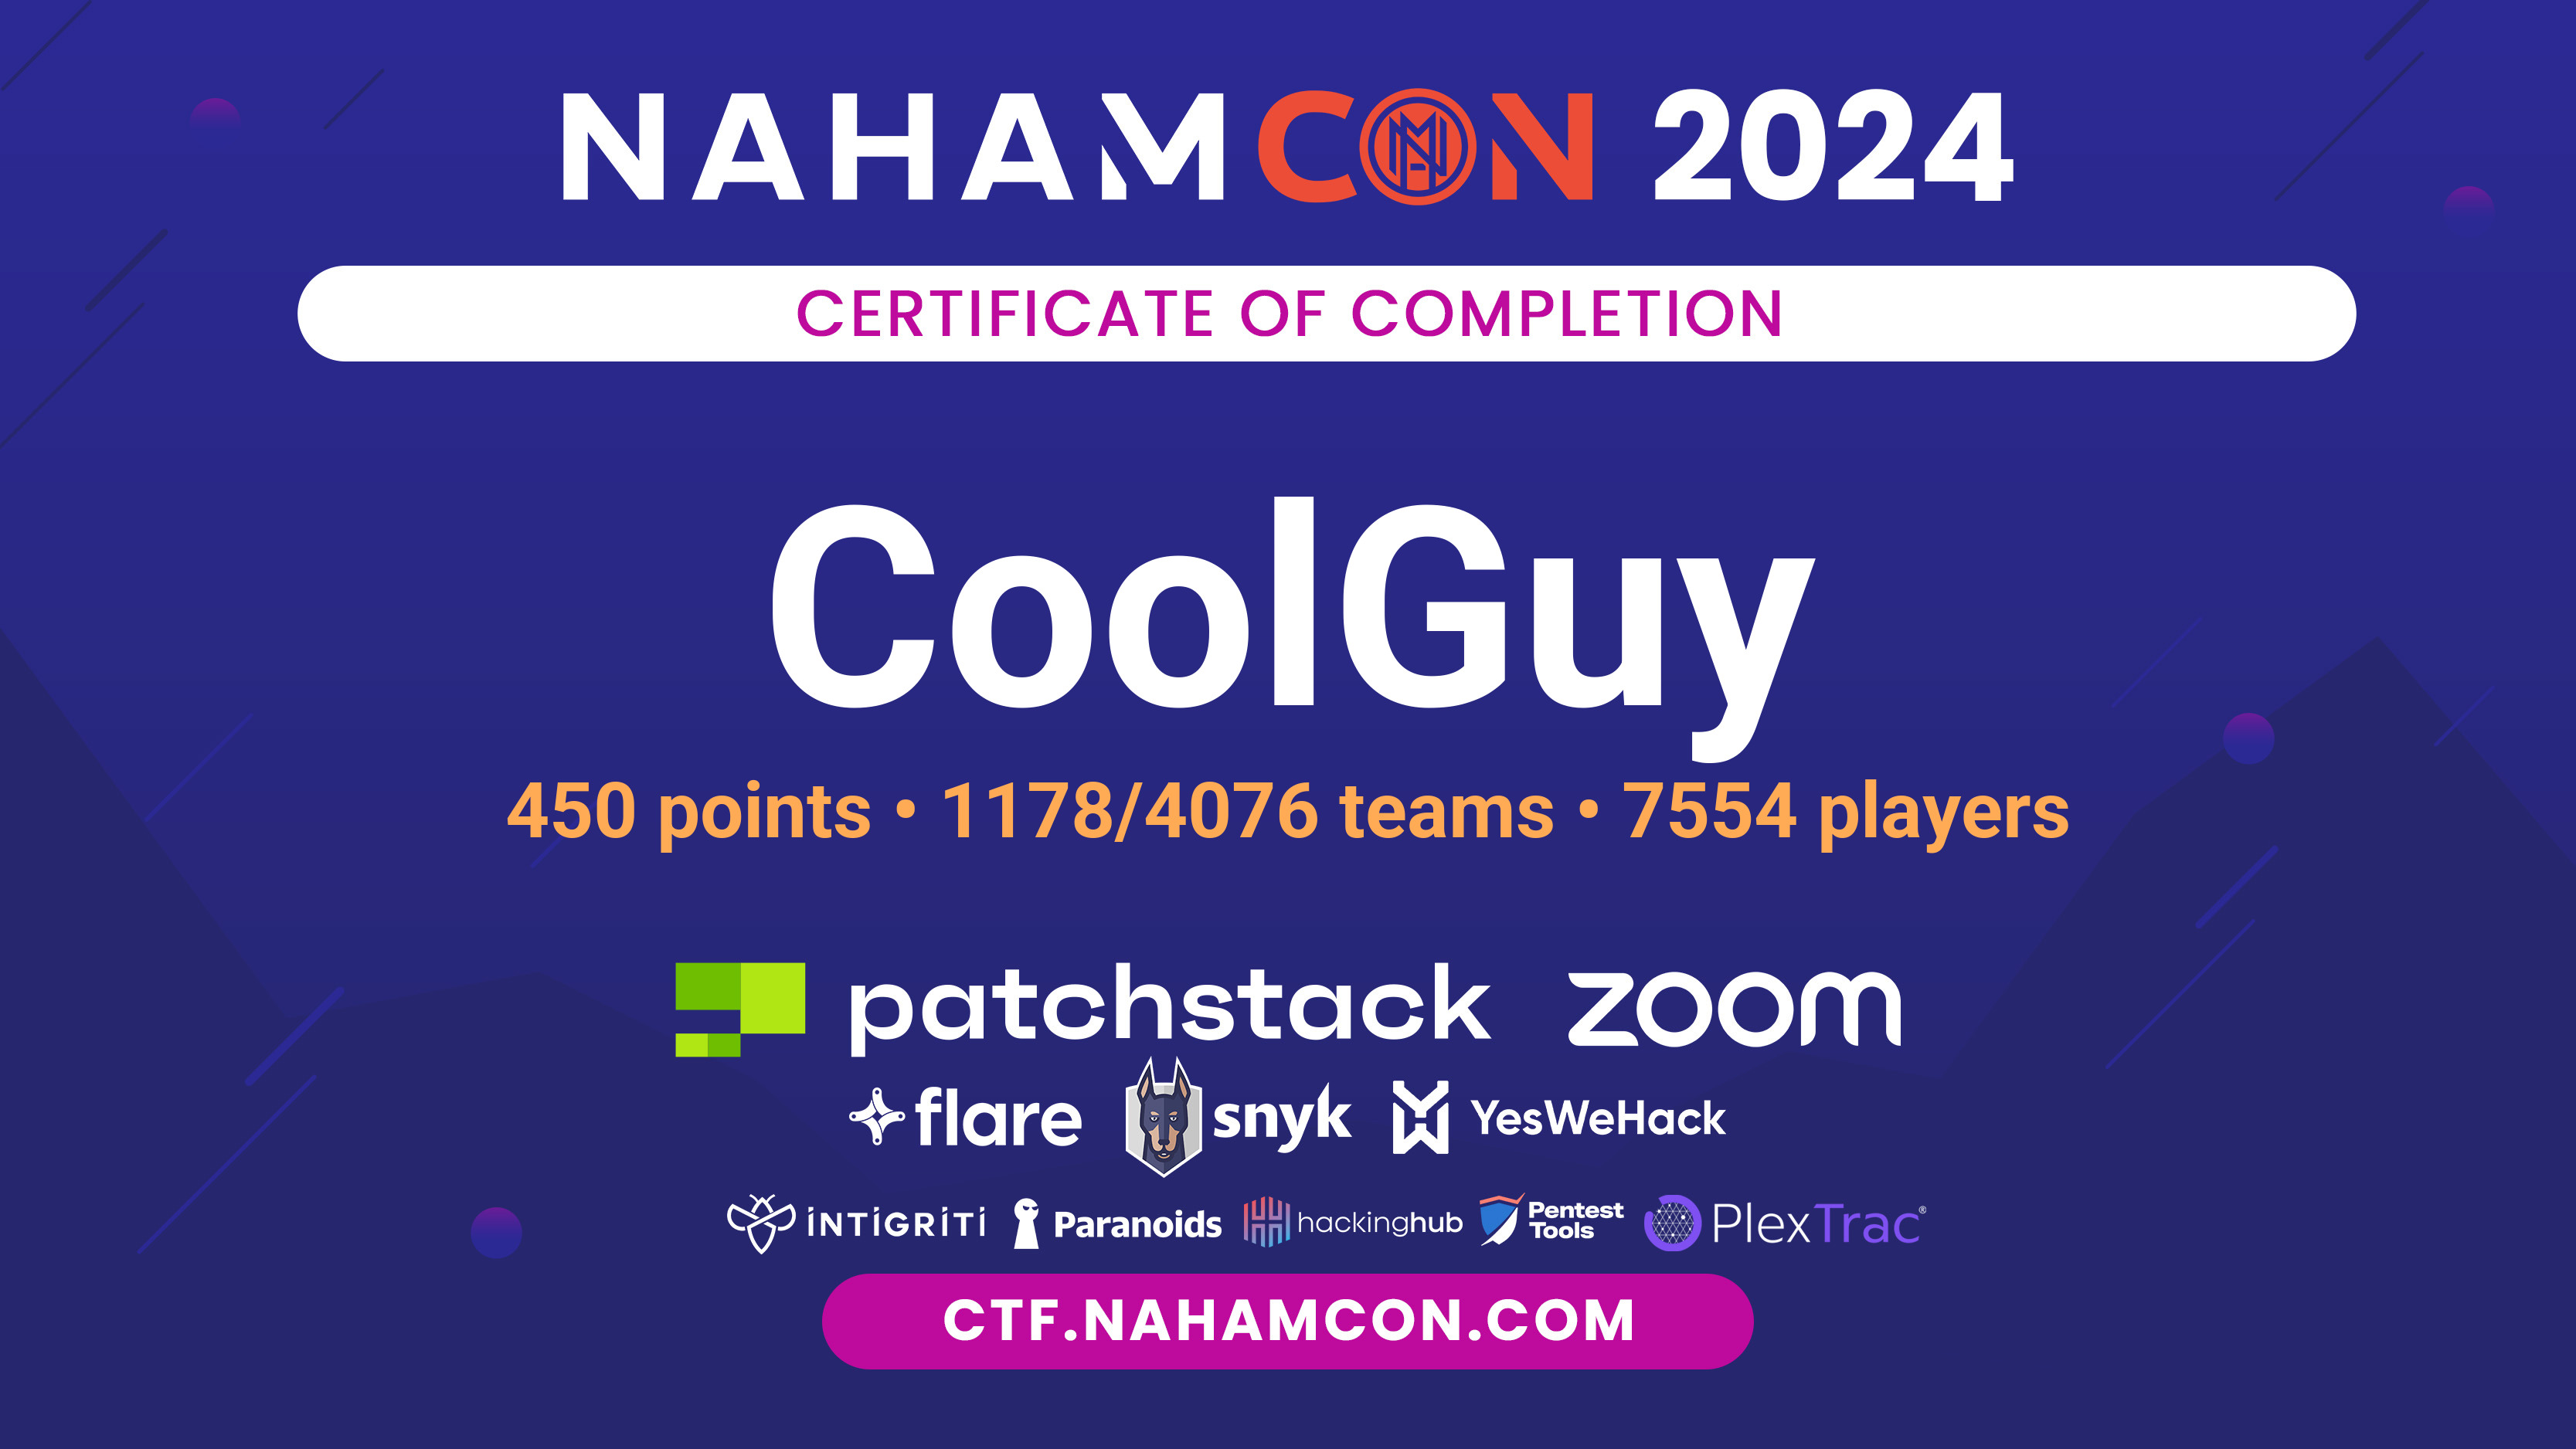 NAHAMCON 2024
CERTIFICATE OF COMPLETION
CoolGuy
450 points • 1178/4076 teams • 7554 players
patchstack zoom
flare snyk YesWeHack
INTIGRITI Paranoids hackinghub Pentest Tools PlexTrac®
CTF.NAHAMCON.COM